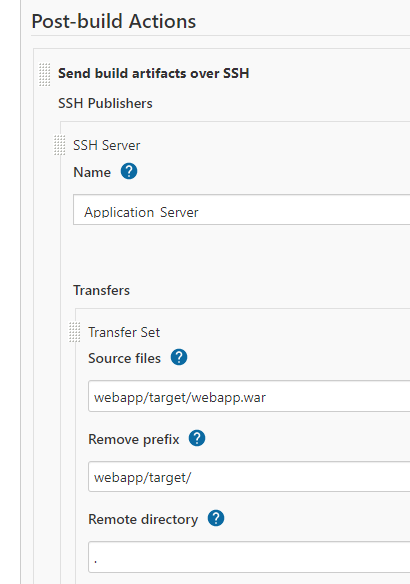 Post-build Actions
Send build artifacts over SSH
SSH Publishers
SSH Server
Name ?
Application Server
Transfers
Transfer Set
Source files ?
webapp/target/webapp.war
Remove prefix ?
webapp/target/
Remote directory ?
.